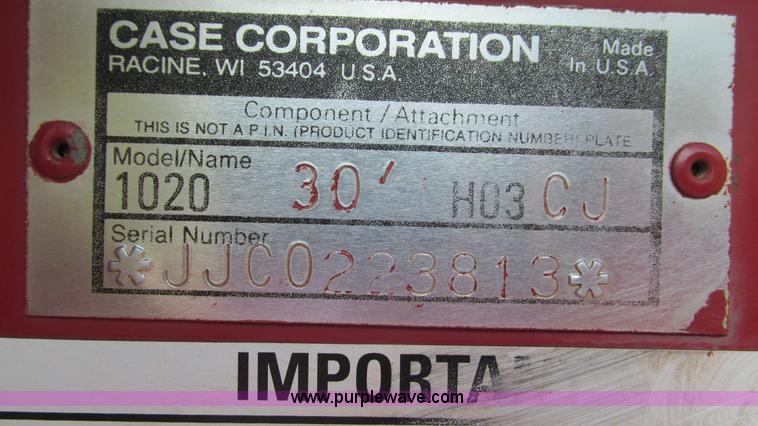 CASE CORPORATION
RACINE, WI 53404 U.S.A.
Made
In U.S.A.
Component / Attachment
THIS IS NOT A P.I.N. (PRODUCT IDENTIFICATION NUMBER) PLATE
Model/Name
1020 30' H03 CJ
Serial Number
*JJC0223813*
IMPORTA
www.purplewave.com